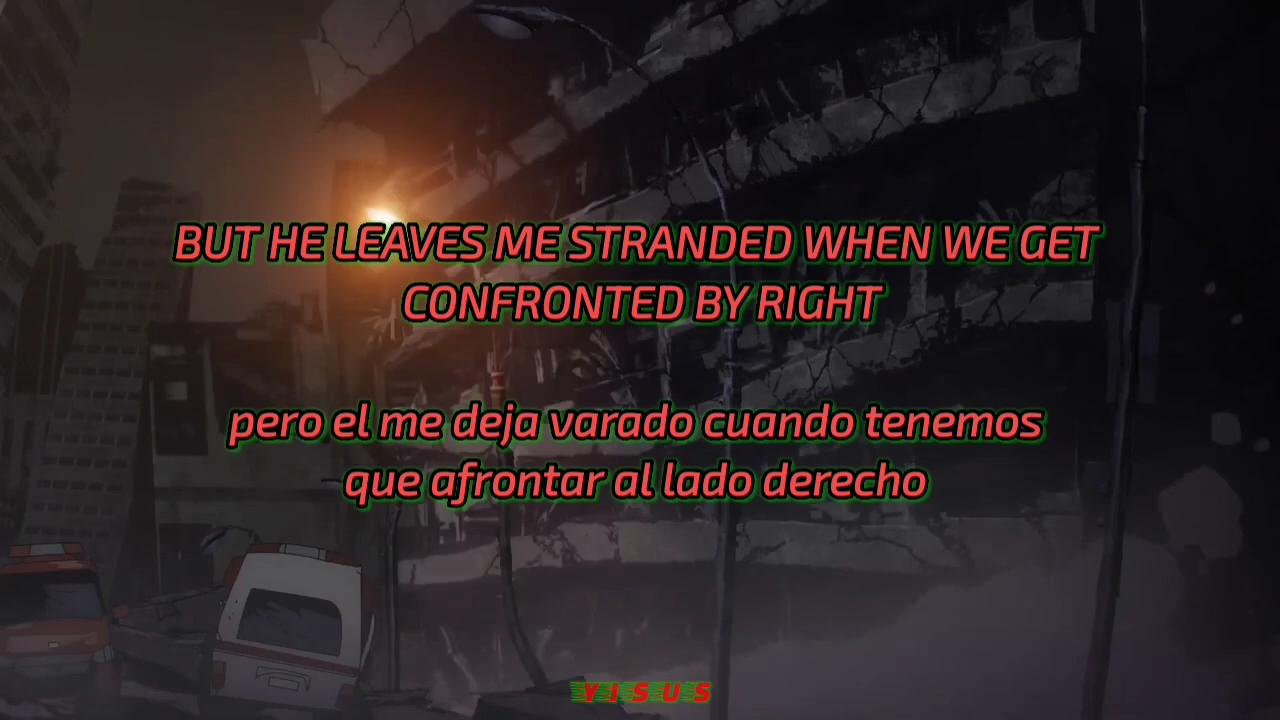 BUT HE LEAVES ME STRANDED WHEN WE GET
CONFRONTED BY RIGHT
pero el me deja varado cuando tenemos
que afrontar al lado derecho
YISUS